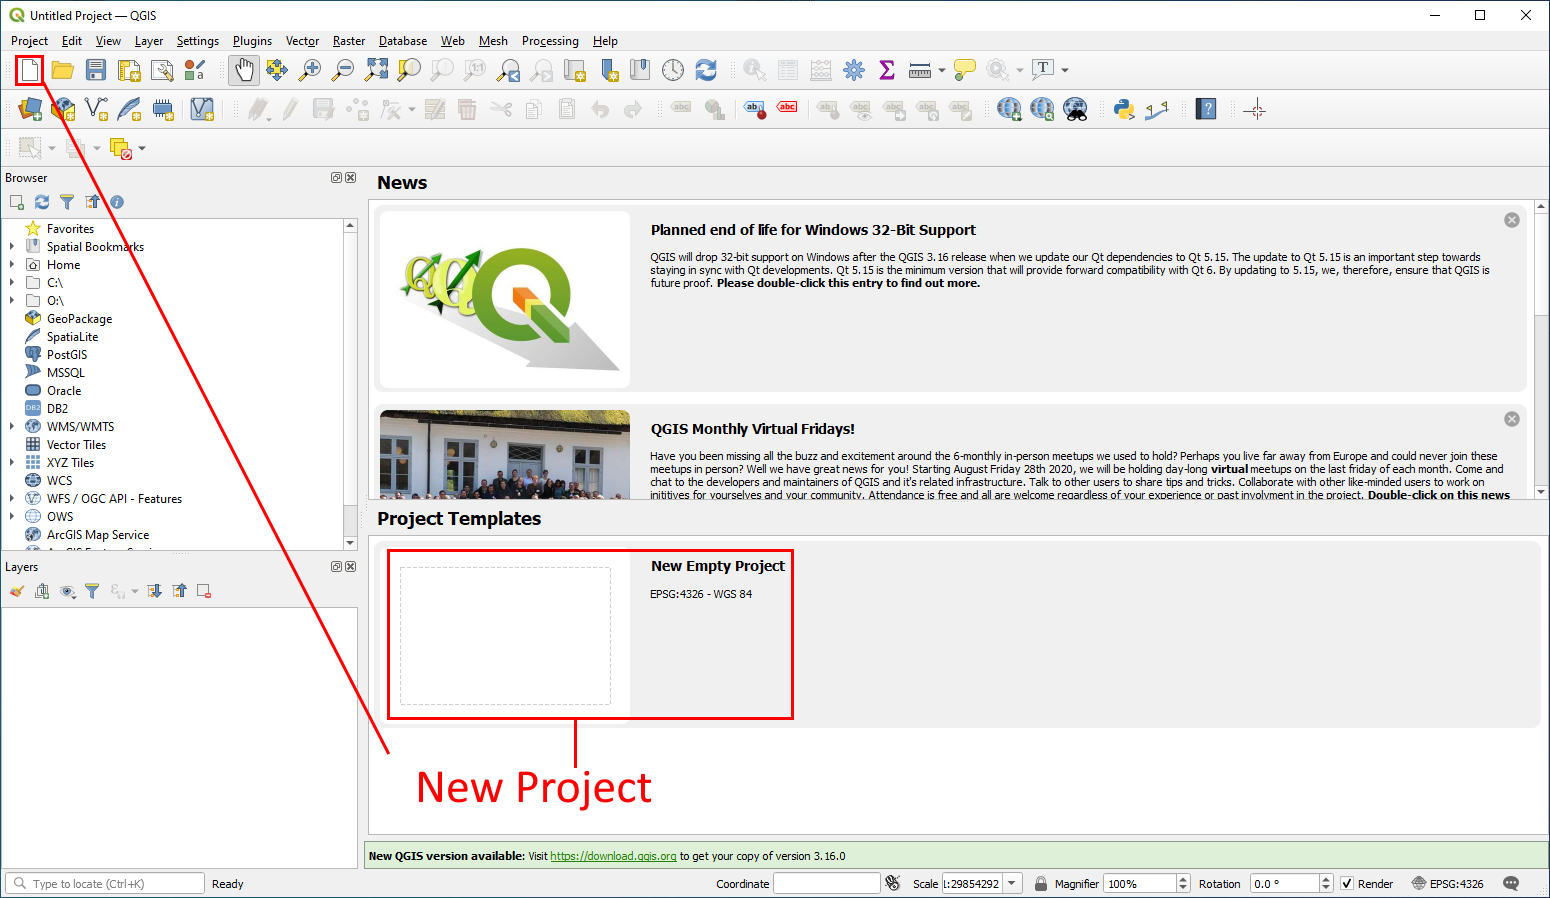 Untitled Project — QGIS
Project Edit View Layer Settings Plugins Vector Raster Database Web Mesh Processing Help
Browser
Favorites
Spatial Bookmarks
Home
C:\
O:\
GeoPackage
SpatiaLite
PostGIS
MSSQL
Oracle
DB2
WMS/WMTS
Vector Tiles
XYZ Tiles
WCS
WFS / OGC API - Features
OWS
ArcGIS Map Service
Layers
News
Planned end of life for Windows 32-Bit Support
QGIS will drop 32-bit support on Windows after the QGIS 3.16 release when we update our Qt dependencies to Qt 5.15. The update to Qt 5.15 is an important step towards
staying in sync with Qt developments. Qt 5.15 is the minimum version that will provide forward compatibility with Qt 6. By updating to 5.15, we, therefore, ensure that QGIS is
future proof. Please double-click this entry to find out more.
QGIS Monthly Virtual Fridays!
Have you been missing all the buzz and excitement around the 6-monthly in-person meetups we used to hold? Perhaps you live far away from Europe and could never join these
meetups in person? Well we have great news for you! Starting August Friday 28th 2020, we will be holding day-long virtual meetups on the last friday of each month. Come and
chat to the developers and maintainers of QGIS and it's related infrastructure. Talk to other users to share tips and tricks. Collaborate with other like-minded users to work on
inititives for yourselves and your community. Attendance is free and all are welcome regardless of your experience or past involvment in the project. Double-click on this news
Project Templates
New Empty Project
EPSG:4326 - WGS 84
New Project
New QGIS version available: Visit https://download.qgis.org to get your copy of version 3.16.0
Type to locate (Ctrl+K) Ready Coordinate Scale 1:29854292 Magnifier 100% Rotation 0.0 ° Render EPSG:4326